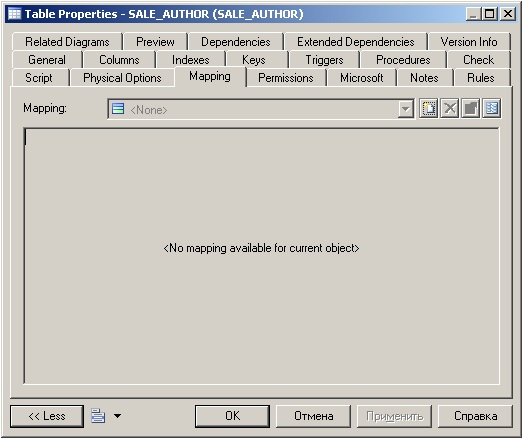 Table Properties - SALE_AUTHOR (SALE_AUTHOR)
Related Diagrams Preview Dependencies Extended Dependencies Version Info
General Columns Indexes Keys Triggers Procedures Check
Script Physical Options Mapping Permissions Microsoft Notes Rules
Mapping: <None>
<No mapping available for current object>
<< Less OK Отмена Применить Справка